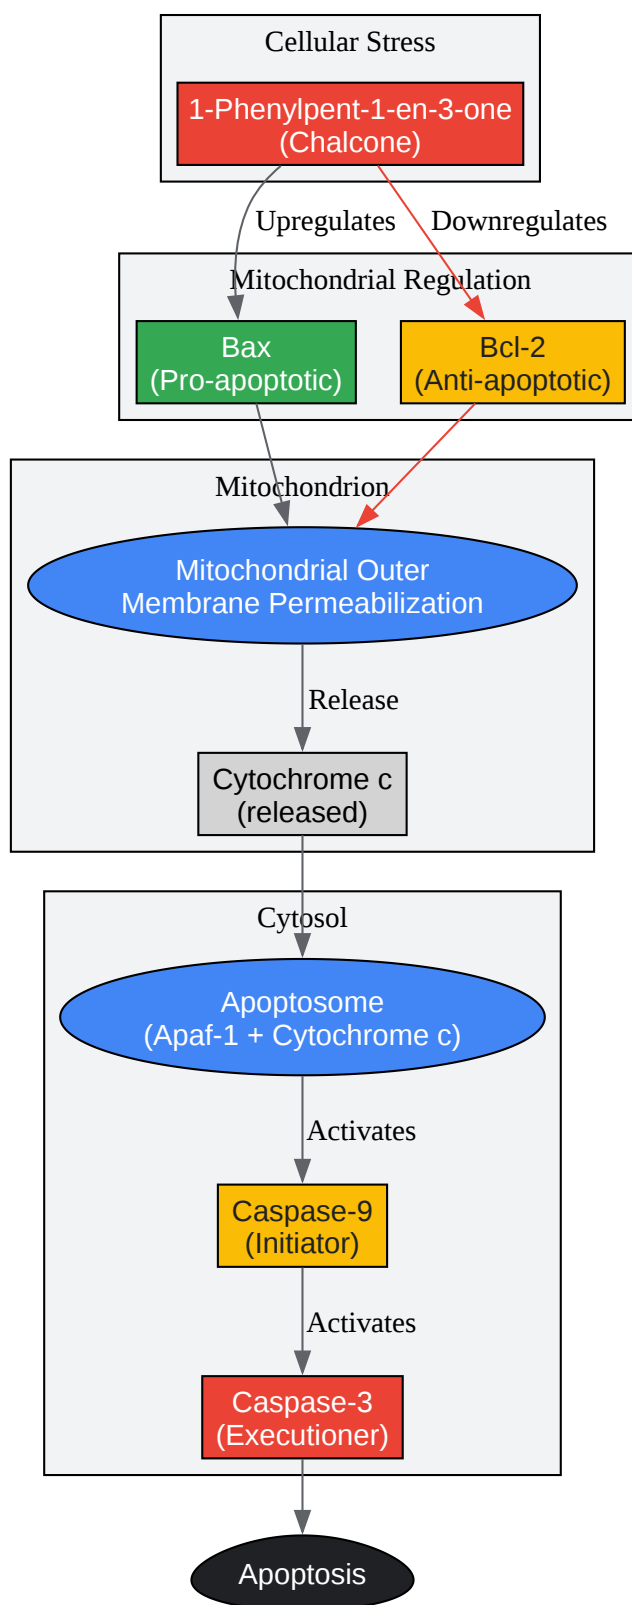 Cellular Stress
1-Phenylpent-1-en-3-one
(Chalcone)
Upregulates
Downregulates
Mitochondrial Regulation
Bax
(Pro-apoptotic)
Bcl-2
(Anti-apoptotic)
Mitochondrion
Mitochondrial Outer
Membrane Permeabilization
Release
Cytochrome c
(released)
Cytosol
Apoptosome
(Apaf-1 + Cytochrome c)
Activates
Caspase-9
(Initiator)
Activates
Caspase-3
(Executioner)
Apoptosis